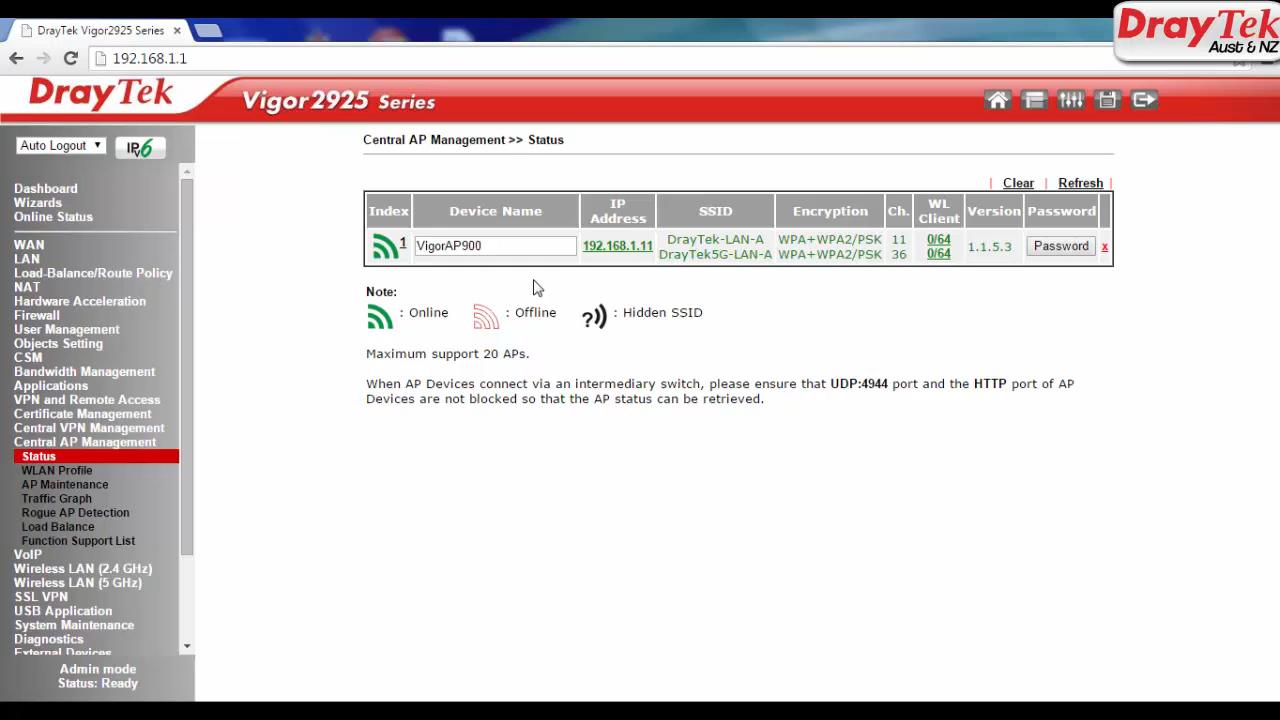 DrayTek Vigor2925 Series
DrayTek
Aust & NZ
192.168.1.1
DrayTek
Vigor2925 Series
Auto Logout
IPv6
Dashboard
Wizards
Online Status
WAN
LAN
Load-Balance/Route Policy
NAT
Hardware Acceleration
Firewall
User Management
Objects Setting
CSM
Bandwidth Management
Applications
VPN and Remote Access
Certificate Management
Central VPN Management
Central AP Management
Status
WLAN Profile
AP Maintenance
Traffic Graph
Rogue AP Detection
Load Balance
Function Support List
VoIP
Wireless LAN (2.4 GHz)
Wireless LAN (5 GHz)
SSL VPN
USB Application
System Maintenance
Diagnostics
External Devices
Admin mode
Status: Ready
Central AP Management >> Status
| Clear | Refresh |
Index Device Name IP Address SSID Encryption Ch. WL Client Version Password
1 VigorAP900 192.168.1.11 DrayTek-LAN-A WPA+WPA2/PSK 11 0/64 1.1.5.3 Password x
DrayTek5G-LAN-A WPA+WPA2/PSK 36 0/64
Note:
: Online : Offline ?)) : Hidden SSID
Maximum support 20 APs.
When AP Devices connect via an intermediary switch, please ensure that UDP:4944 port and the HTTP port of AP
Devices are not blocked so that the AP status can be retrieved.